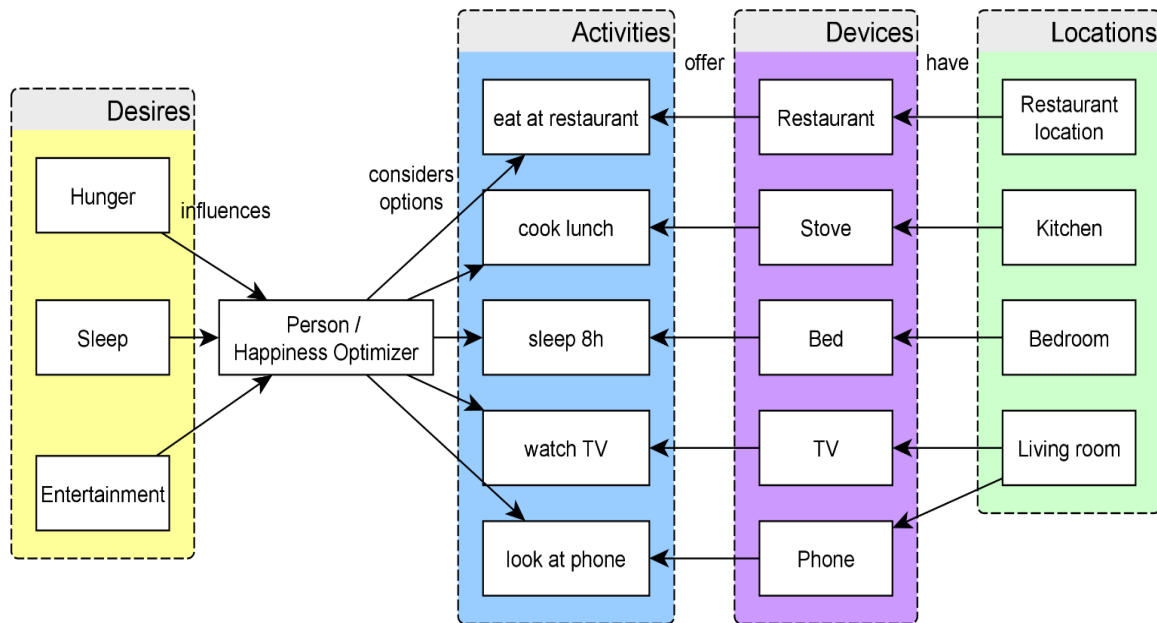 Desires
Hunger
Sleep
Entertainment
influences
Person /
Happiness Optimizer
considers
options
Activities
eat at restaurant
cook lunch
sleep 8h
watch TV
look at phone
offer
Devices
Restaurant
Stove
Bed
TV
Phone
have
Locations
Restaurant
location
Kitchen
Bedroom
Living room